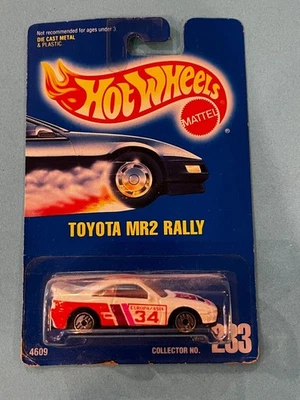 Not recommended for ages under 3
DIE CAST METAL
& PLASTIC
Hot Wheels
MATTEL
®
TOYOTA MR2 RALLY
34
4609
COLLECTOR NO. 233